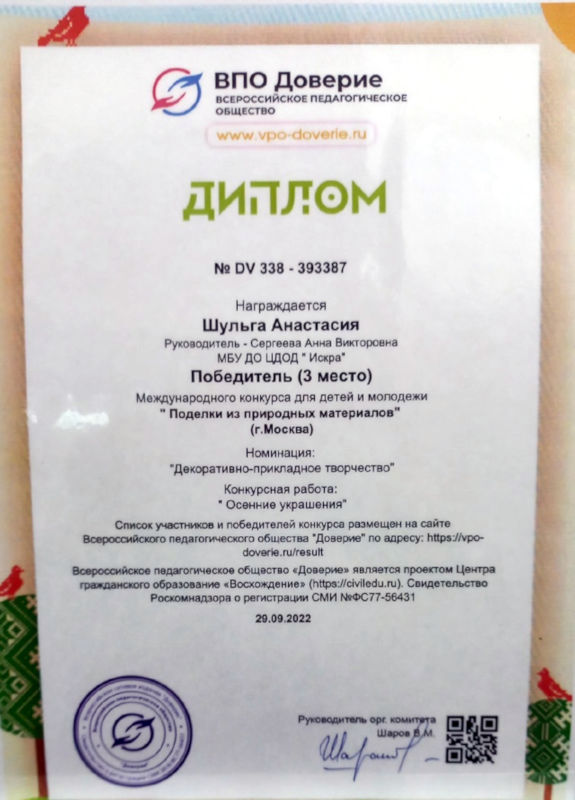 ВПО Доверие
ВСЕРОССИЙСКОЕ ПЕДАГОГИЧЕСКОЕ
ОБЩЕСТВО
www.vpo-doverie.ru
ДИПЛОМ
№ DV 338 - 393387
Награждается
Шульга Анастасия
Руководитель - Сергеева Анна Викторовна
МБУ ДО ЦДОД " Искра"
Победитель (3 место)
Международного конкурса для детей и молодежи
" Поделки из природных материалов"
(г.Москва)
Номинация:
"Декоративно-прикладное творчество"
Конкурсная работа:
" Осенние украшения"
Список участников и победителей конкурса размещен на сайте
Всероссийского педагогического общества "Доверие" по адресу: https://vpo-
doverie.ru/result
Всероссийское педагогическое общество «Доверие» является проектом Центра
гражданского образование «Восхождение» (https://civiledu.ru). Свидетельство
Роскомнадзора о регистрации СМИ №ФС77-56431
29.09.2022
Руководитель орг. комитета
Шаров В.М.